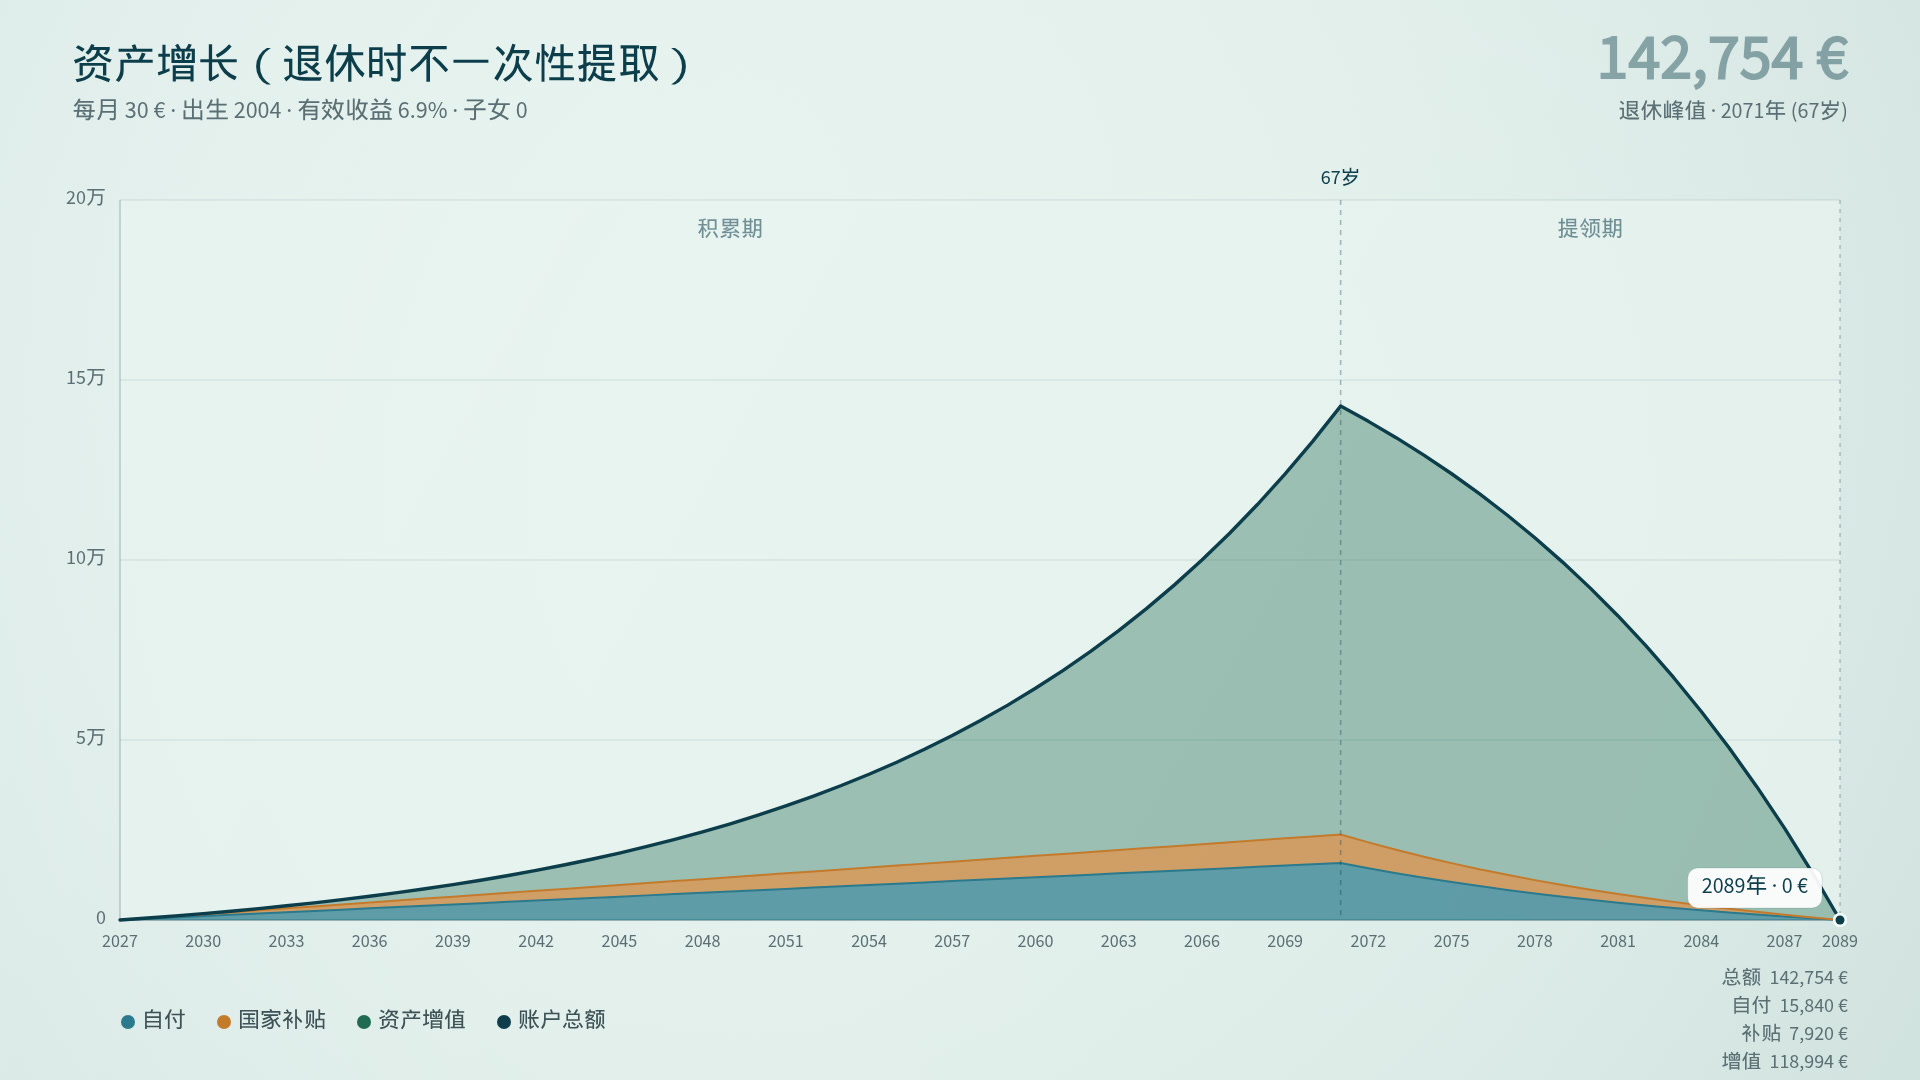 资产增长（退休时不一次性提取）
每月 30 € · 出生 2004 · 有效收益 6.9% · 子女 0
142,754 €
退休峰值 · 2071年 (67岁)
67岁
积累期
提领期
20万
15万
10万
5万
0
2089年 · 0 €
2027 2030 2033 2036 2039 2042 2045 2048 2051 2054 2057 2060 2063 2066 2069 2072 2075 2078 2081 2084 2087 2089
自付 国家补贴 资产增值 账户总额
总额 142,754 €
自付 15,840 €
补贴 7,920 €
增值 118,994 €